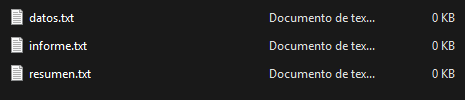 datos.txt Documento de tex... 0 KB
informe.txt Documento de tex... 0 KB
resumen.txt Documento de tex... 0 KB